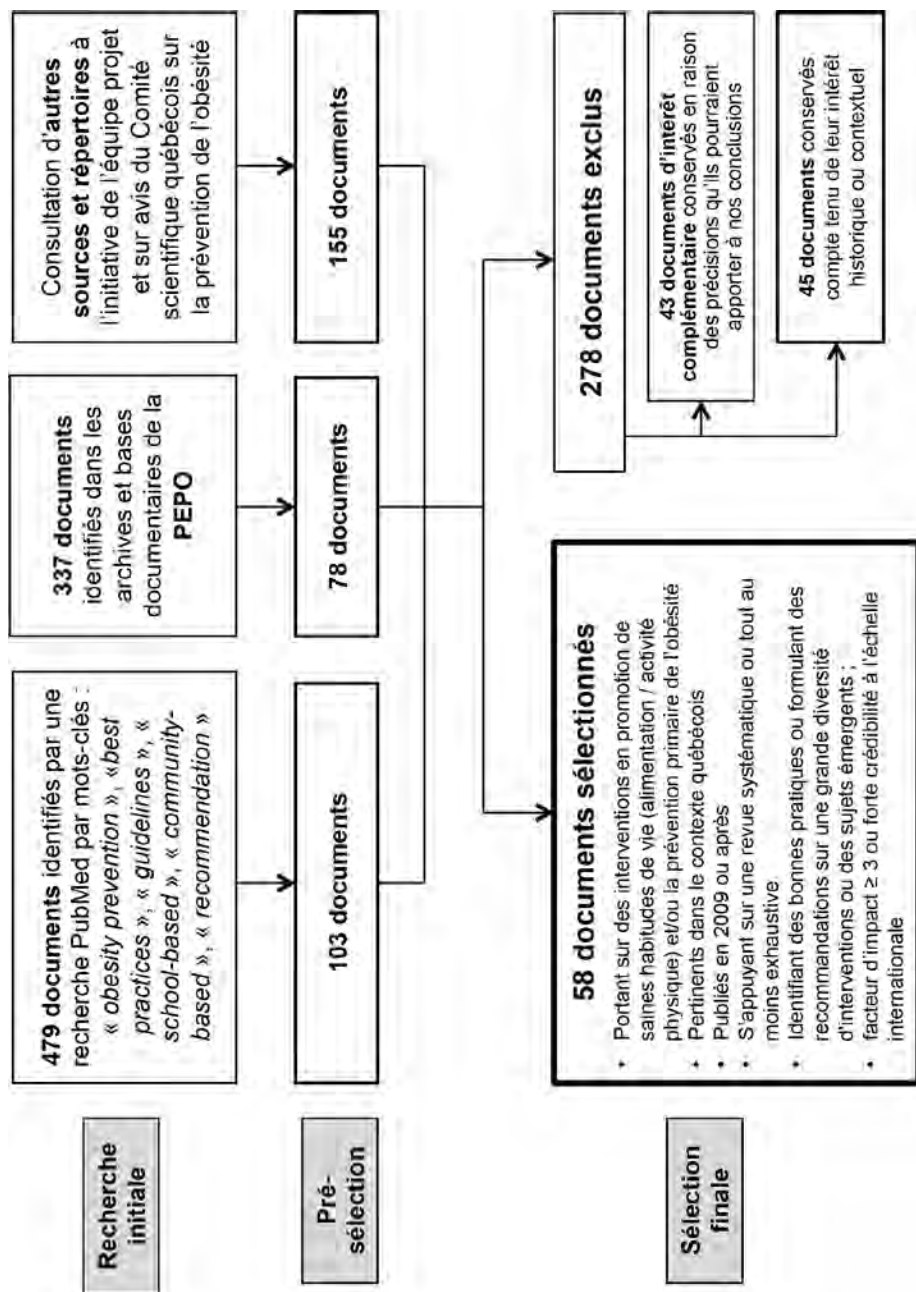 Recherche
initiale
479 documents identifiés par une
recherche PubMed par mots-clés :
« obesity prevention », «best
practices », « guidelines », «
school-based », « community-
based », « recommendation »
337 documents
identifiés dans les
archives et bases
documentaires de la
PEPO
Consultation d'autres
sources et répertoires à
l'initiative de l'équipe projet
et sur avis du Comité
scientifique québécois sur
la prévention de l'obésité
Pré-
sélection
103 documents
78 documents
155 documents
Sélection
finale
58 documents sélectionnés
• Portant sur des interventions en promotion de
saines habitudes de vie (alimentation / activité
physique) et/ou la prévention primaire de l'obésité
• Pertinents dans le contexte québécois
• Publiés en 2009 ou après
• S'appuyant sur une revue systématique ou tout au
moins exhaustive
• Identifiant des bonnes pratiques ou formulant des
recommandations sur une grande diversité
d'interventions ou des sujets émergents ;
• facteur d'impact ≥ 3 ou forte crédibilité à l'échelle
internationale
278 documents exclus
43 documents d'intérêt
complémentaire conservés en raison
des précisions qu'ils pourraient
apporter à nos conclusions
45 documents conservés
compte tenu de leur intérêt
historique ou contextuel